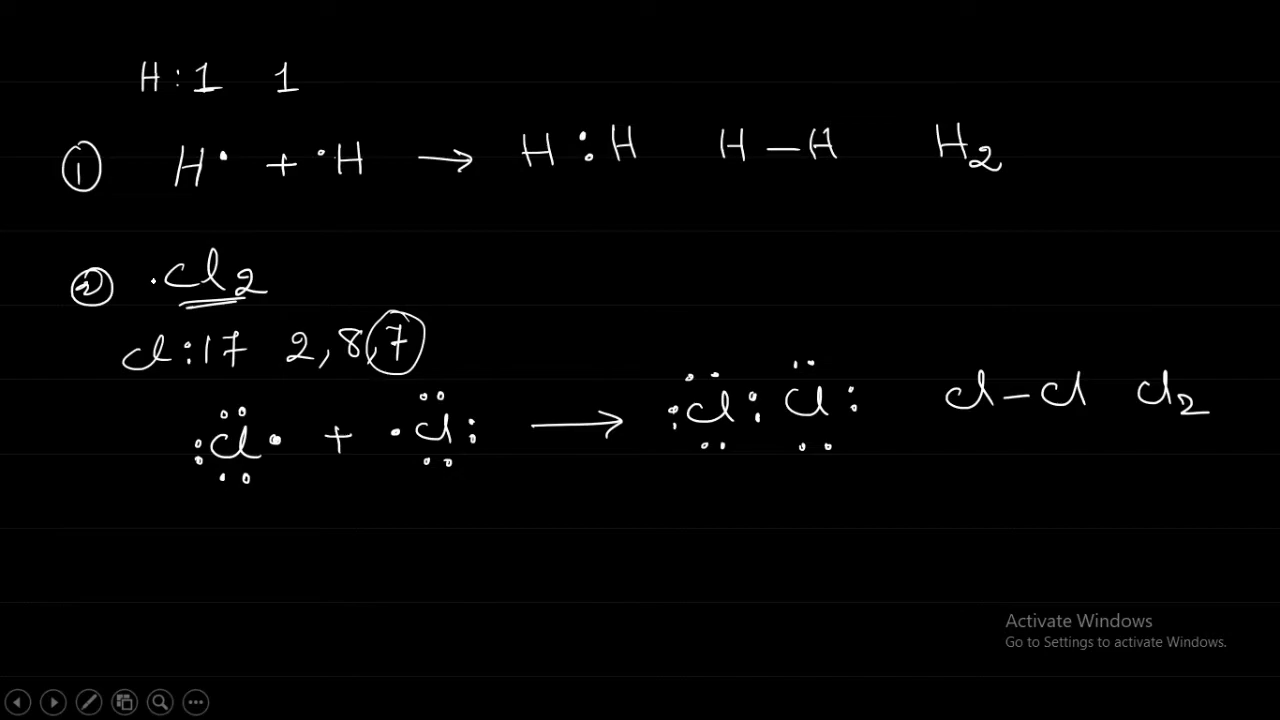 H : 1 1
① H• + •H → H : H H – H H₂
② .Cl₂
Cl : 17 2, 8, 7
:Cl• + •Cl: → :Cl : Cl: Cl – Cl Cl₂
Activate Windows
Go to Settings to activate Windows.